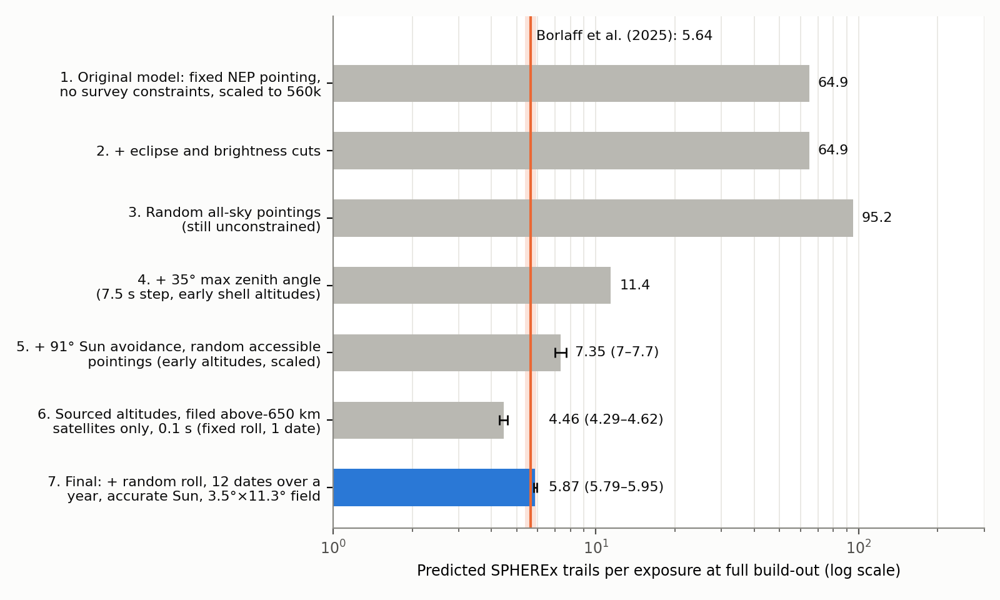 Borlaff et al. (2025): 5.64
1. Original model: fixed NEP pointing,
no survey constraints, scaled to 560k
64.9
2. + eclipse and brightness cuts
64.9
3. Random all-sky pointings
(still unconstrained)
95.2
4. + 35° max zenith angle
(7.5 s step, early shell altitudes)
11.4
5. + 91° Sun avoidance, random accessible
pointings (early altitudes, scaled)
7.35 (7–7.7)
6. Sourced altitudes, filed above-650 km
satellites only, 0.1 s (fixed roll, 1 date)
4.46 (4.29–4.62)
7. Final: + random roll, 12 dates over a
year, accurate Sun, 3.5°×11.3° field
5.87 (5.79–5.95)
10⁰ 10¹ 10²
Predicted SPHEREx trails per exposure at full build-out (log scale)